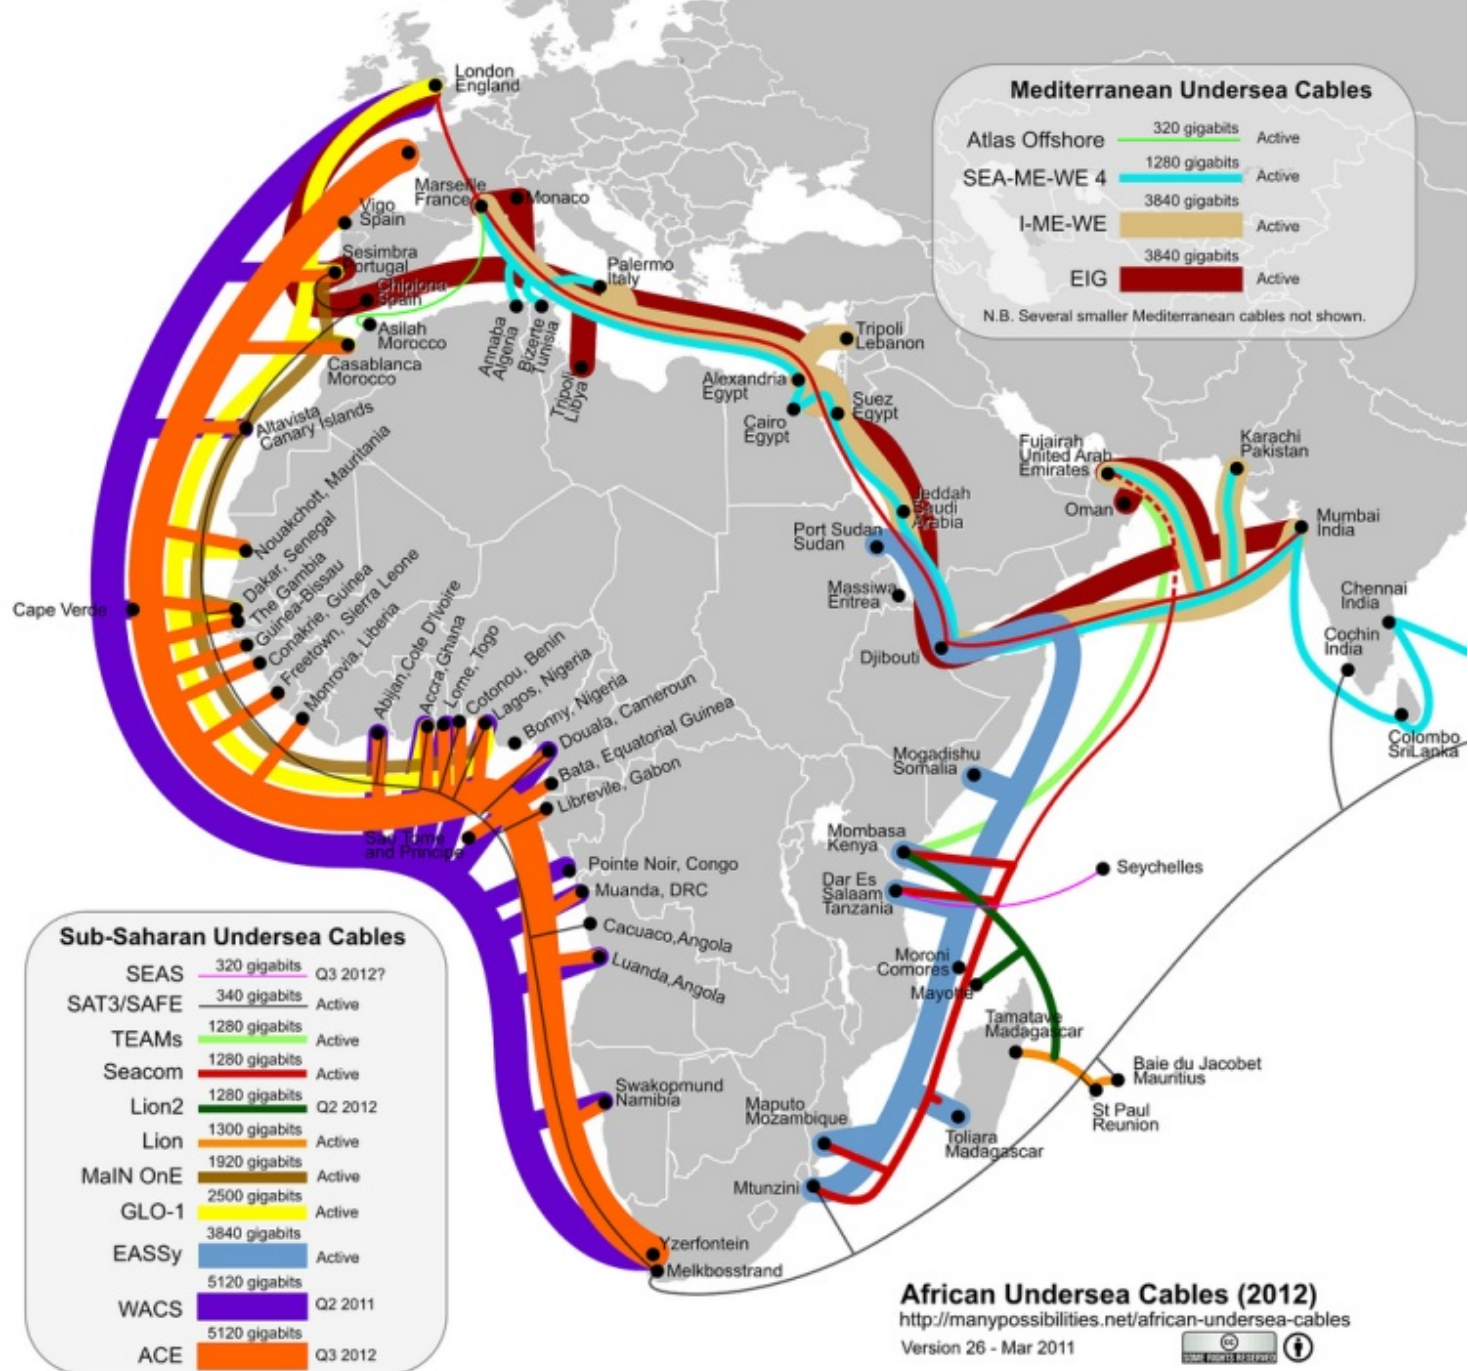 London
England
Marseille
France
Monaco
Vigo
Spain
Sesimbra
Portugal
Chipiona
Spain
Palermo
Italy
Asilah
Morocco
Casablanca
Morocco
Annaba
Algeria
Bizerte
Tunisia
Tripoli
Libya
Tripoli
Lebanon
Alexandria
Egypt
Cairo
Egypt
Suez
Egypt
Altavista
Canary Islands
Jeddah
Saudi
Arabia
Port Sudan
Sudan
Massiwa
Eritrea
Djibouti
Fujairah
United Arab
Emirates
Oman
Karachi
Pakistan
Mumbai
India
Chennai
India
Cochin
India
Colombo
SriLanka
Cape Verde
Nouakchott, Mauritania
Dakar, Senegal
The Gambia
Guinea-Bissau
Conakrie, Guinea
Freetown, Sierra Leone
Monrovia, Liberia
Abijan,Cote D'Ivoire
Accra,Ghana
Lome, Togo
Cotonou, Benin
Lagos, Nigeria
Bonny, Nigeria
Douala, Cameroun
Bata, Equatorial Guinea
Librevile, Gabon
Sao Tome
and Principe
Pointe Noir, Congo
Muanda, DRC
Cacuaco,Angola
Luanda,Angola
Swakopmund
Namibia
Yzerfontein
Melkbosstrand
Mogadishu
Somalia
Mombasa
Kenya
Dar Es
Salaam
Tanzania
Seychelles
Moroni
Comores
Mayotte
Tamatave
Madagascar
Baie du Jacobet
Mauritius
St Paul
Reunion
Toliara
Madagascar
Maputo
Mozambique
Mtunzini
Mediterranean Undersea Cables
Atlas Offshore 320 gigabits Active
SEA-ME-WE 4 1280 gigabits Active
I-ME-WE 3840 gigabits Active
EIG 3840 gigabits Active
N.B. Several smaller Mediterranean cables not shown.
Sub-Saharan Undersea Cables
SEAS 320 gigabits Q3 2012?
SAT3/SAFE 340 gigabits Active
TEAMs 1280 gigabits Active
Seacom 1280 gigabits Active
Lion2 1280 gigabits Q2 2012
Lion 1300 gigabits Active
MaIN OnE 1920 gigabits Active
GLO-1 2500 gigabits Active
EASSy 3840 gigabits Active
WACS 5120 gigabits Q2 2011
ACE 5120 gigabits Q3 2012
African Undersea Cables (2012)
http://manypossibilities.net/african-undersea-cables
Version 26 - Mar 2011
cc
SOME RIGHTS RESERVED